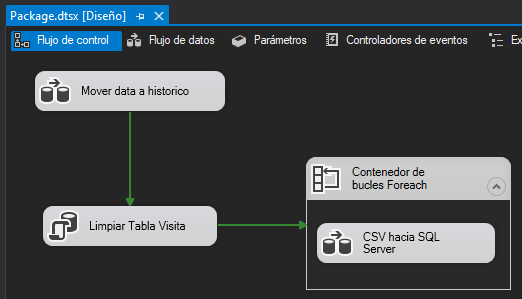 Package.dtsx [Diseño]
Flujo de control
Flujo de datos
Parámetros
Controladores de eventos
Ex
Mover data a historico
Contenedor de
bucles Foreach
Limpiar Tabla Visita
CSV hacia SQL
Server